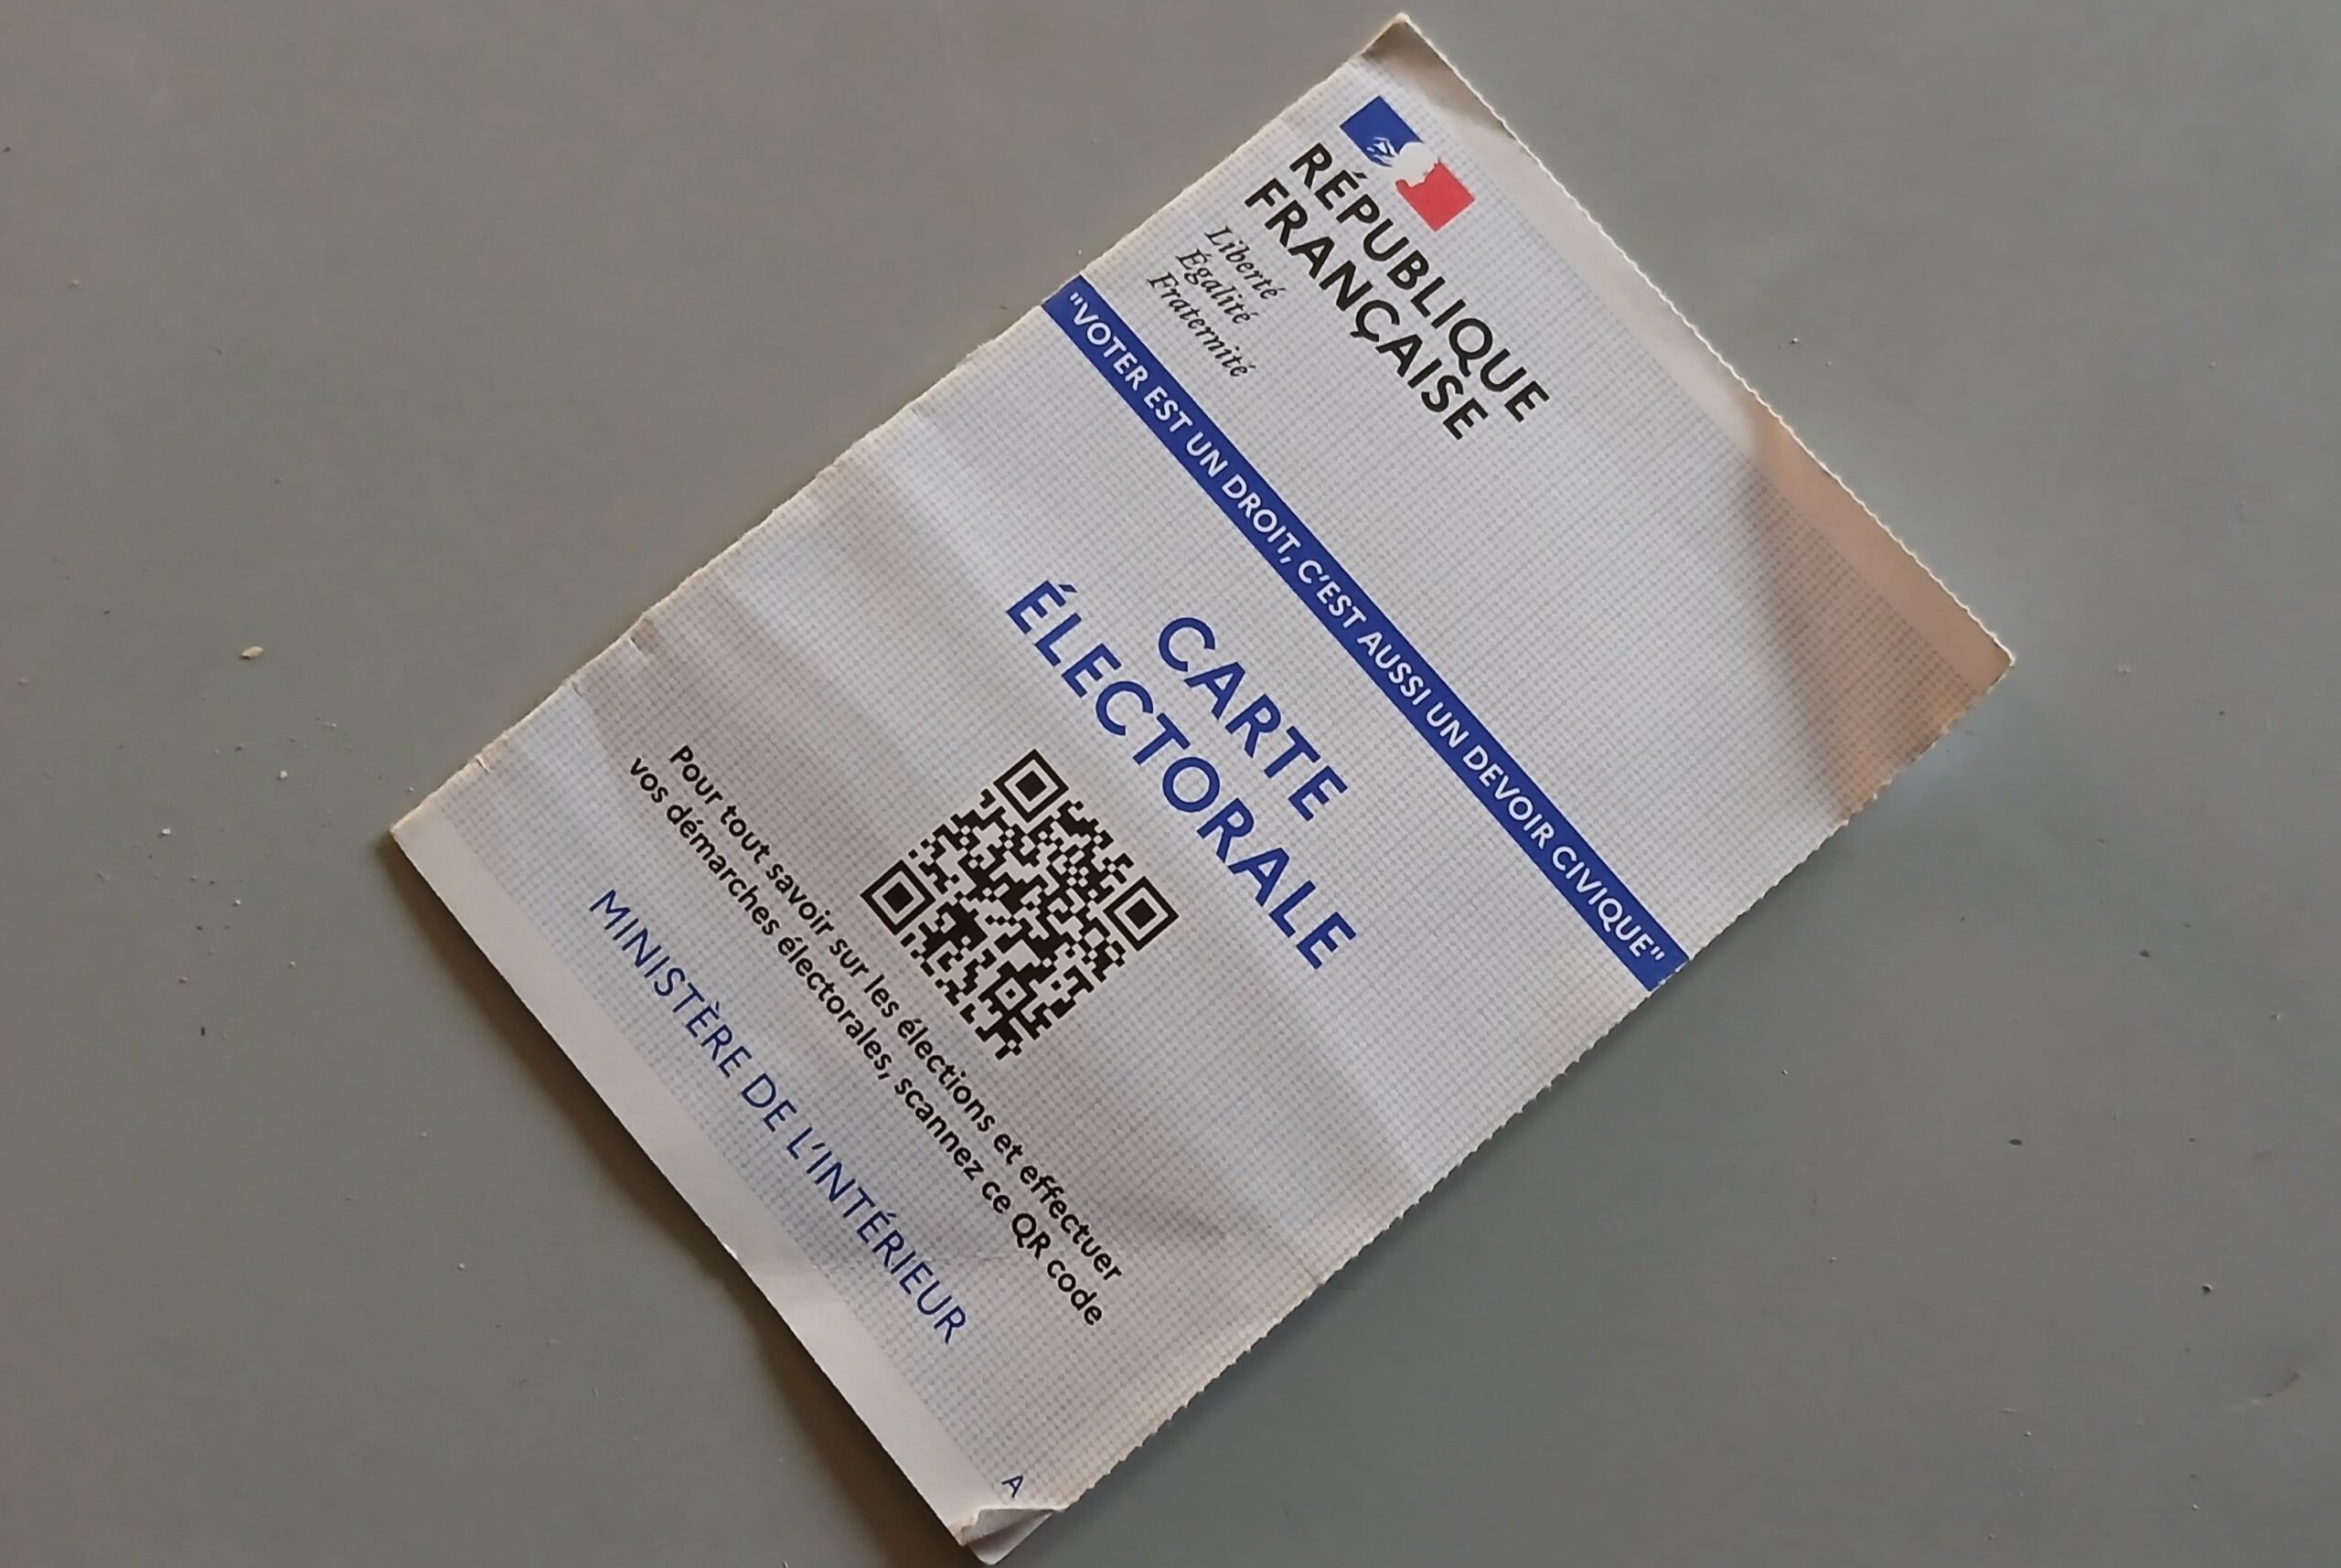 RÉPUBLIQUE
FRANÇAISE
Liberté
Égalité
Fraternité
"VOTER EST UN DROIT, C'EST AUSSI UN DEVOIR CIVIQUE"
CARTE
ÉLECTORALE
Pour tout savoir sur les élections et effectuer
vos démarches électorales, scannez ce QR code
MINISTÈRE DE L'INTÉRIEUR
A